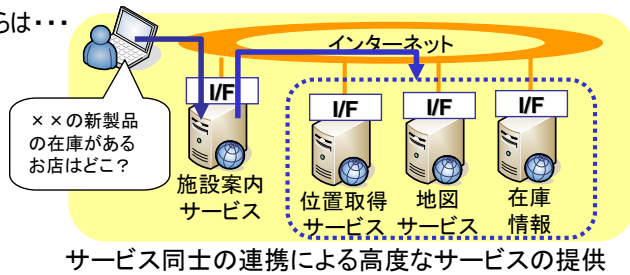 らは・・・
インターネット
I/F
I/F
I/F
I/F
××の新製品
の在庫がある
お店はどこ？
施設案内
サービス
位置取得
サービス
地図
サービス
在庫
情報
サービス同士の連携による高度なサービスの提供